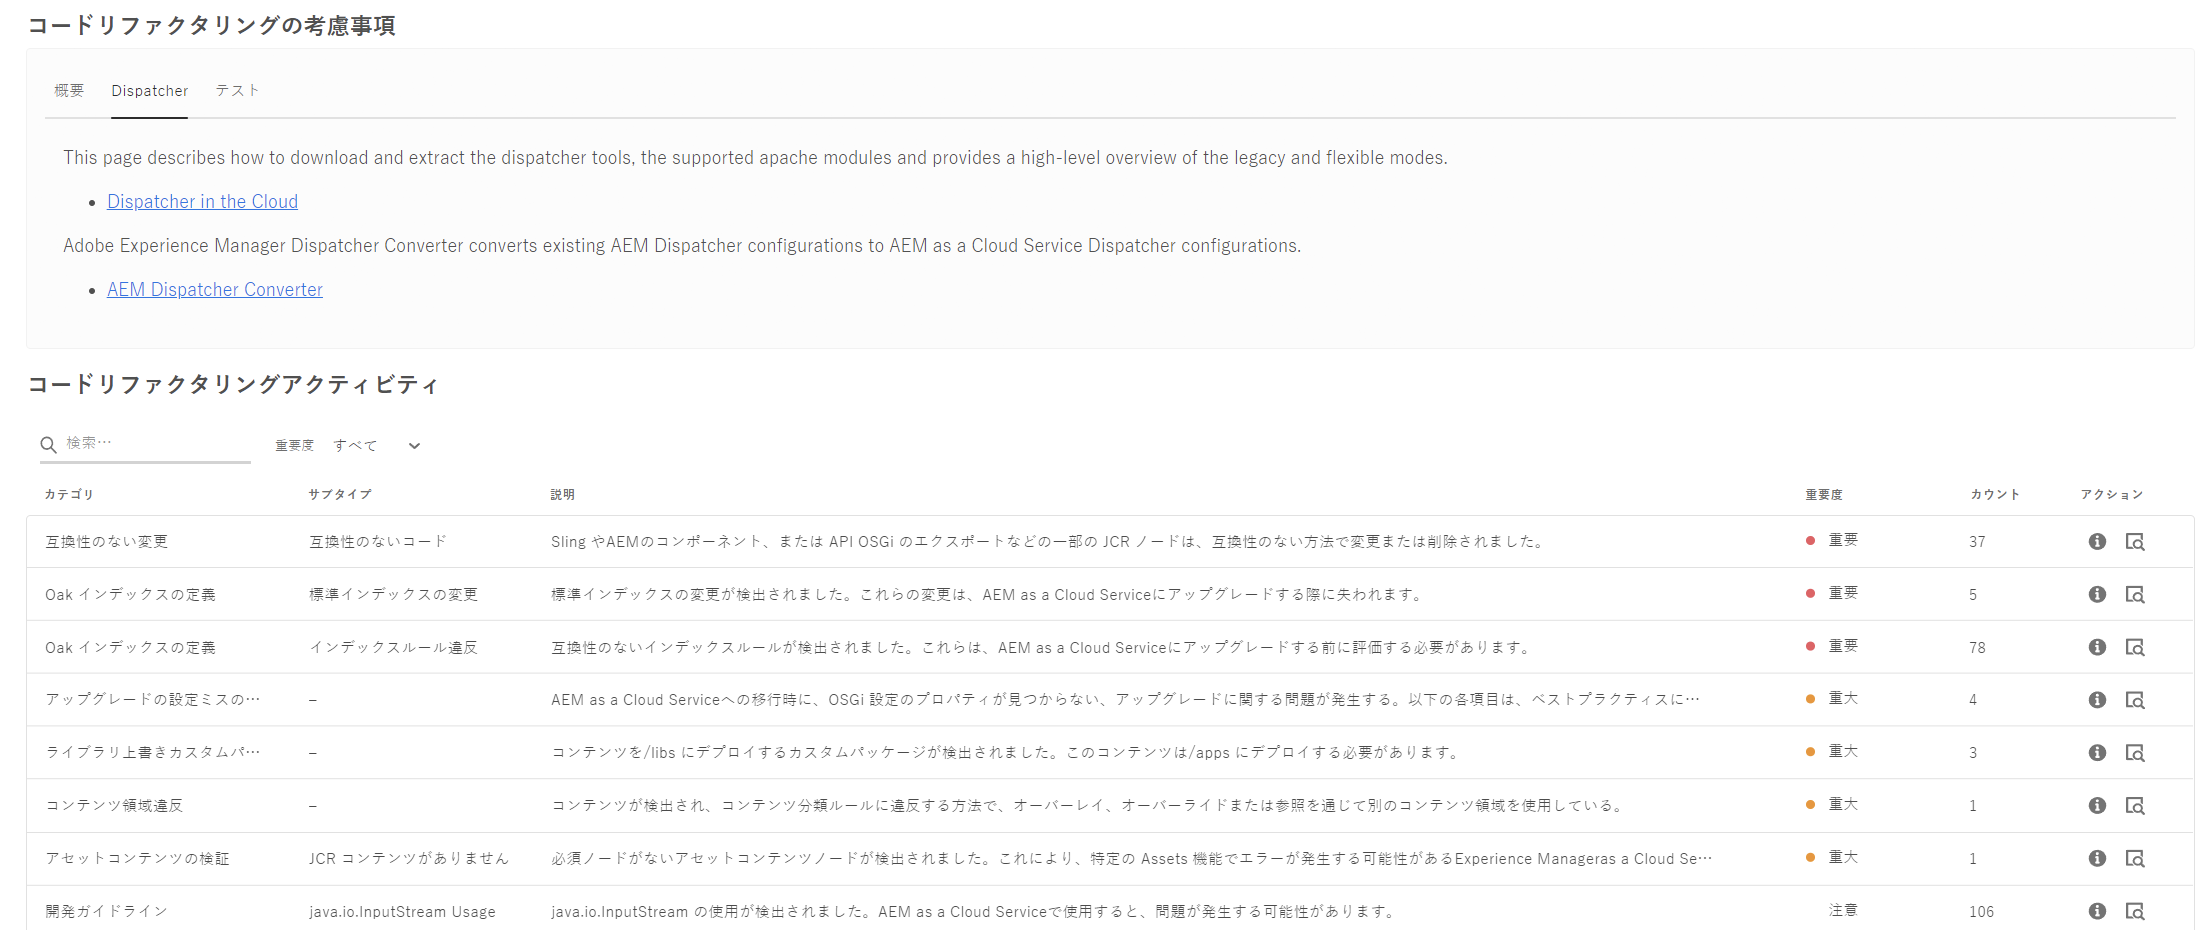 コードリファクタリングの考慮事項
概要 Dispatcher テスト
This page describes how to download and extract the dispatcher tools, the supported apache modules and provides a high-level overview of the legacy and flexible modes.
• Dispatcher in the Cloud
Adobe Experience Manager Dispatcher Converter converts existing AEM Dispatcher configurations to AEM as a Cloud Service Dispatcher configurations.
• AEM Dispatcher Converter
コードリファクタリングアクティビティ
検索… 重要度 すべて
カテゴリ サブタイプ 説明 重要度 カウント アクション
互換性のない変更 互換性のないコード Sling やAEMのコンポーネント、または API OSGi のエクスポートなどの一部の JCR ノードは、互換性のない方法で変更または削除されました。 重要 37
Oak インデックスの定義 標準インデックスの変更 標準インデックスの変更が検出されました。これらの変更は、AEM as a Cloud Serviceにアップグレードする際に失われます。 重要 5
Oak インデックスの定義 インデックスルール違反 互換性のないインデックスルールが検出されました。これらは、AEM as a Cloud Serviceにアップグレードする前に評価する必要があります。 重要 78
アップグレードの設定ミスの… – AEM as a Cloud Serviceへの移行時に、OSGi 設定のプロパティが見つからない、アップグレードに関する問題が発生する。以下の各項目は、ベストプラクティスに… 重大 4
ライブラリ上書きカスタムパ… – コンテンツを/libs にデプロイするカスタムパッケージが検出されました。このコンテンツは/apps にデプロイする必要があります。 重大 3
コンテンツ領域違反 – コンテンツが検出され、コンテンツ分類ルールに違反する方法で、オーバーレイ、オーバーライドまたは参照を通じて別のコンテンツ領域を使用している。 重大 1
アセットコンテンツの検証 JCR コンテンツがありません 必須ノードがないアセットコンテンツノードが検出されました。これにより、特定の Assets 機能でエラーが発生する可能性があるExperience Manageras a Cloud Se… 重大 1
開発ガイドライン java.io.InputStream Usage java.io.InputStream の使用が検出されました。AEM as a Cloud Serviceで使用すると、問題が発生する可能性があります。 注意 106